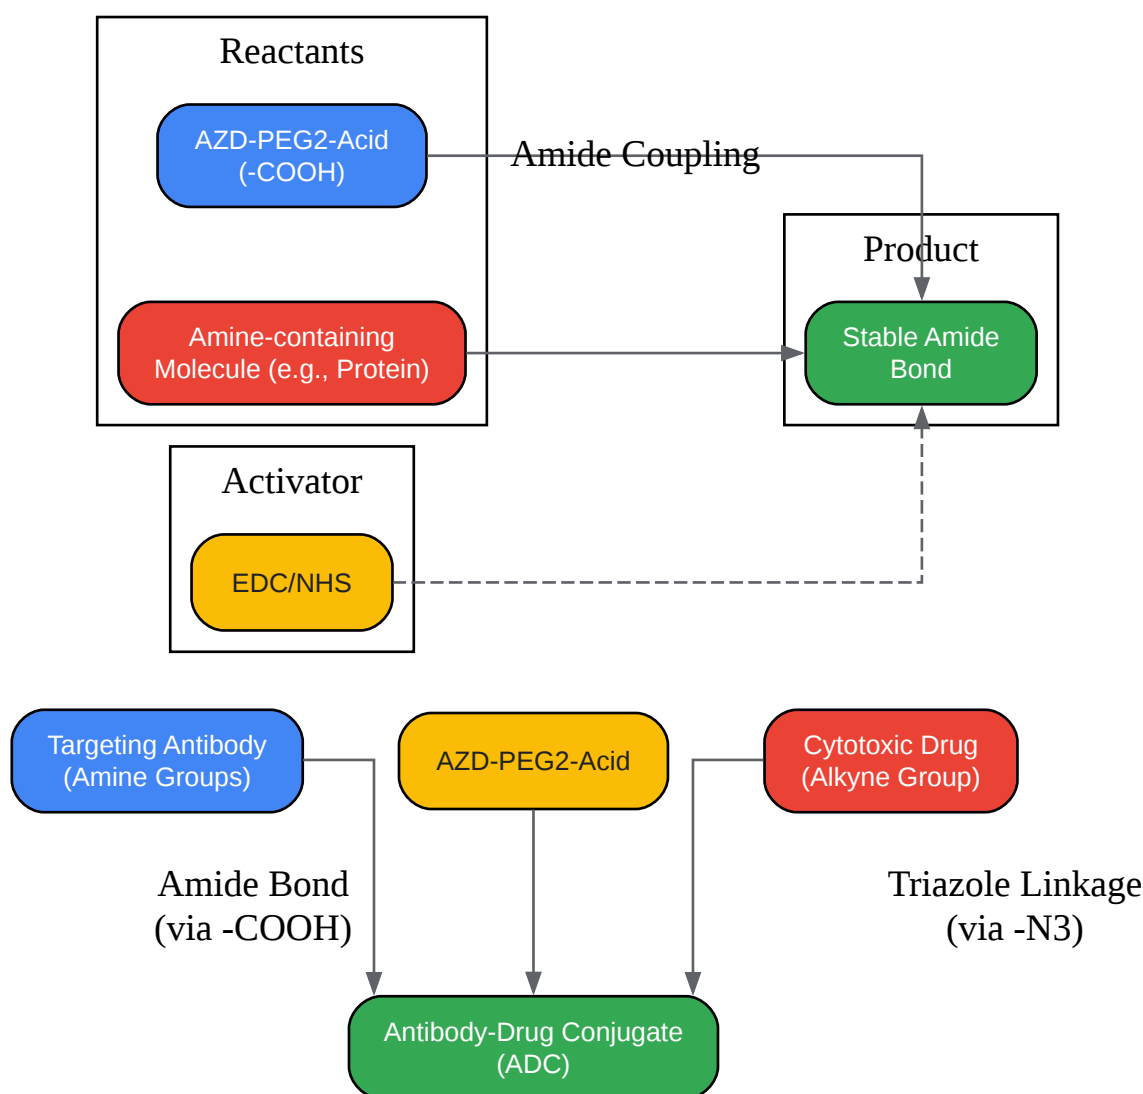 Reactants
AZD-PEG2-Acid
(-COOH)
Amide Coupling
Product
Amine-containing
Molecule (e.g., Protein)
Stable Amide
Bond
Activator
EDC/NHS
Targeting Antibody
(Amine Groups)
AZD-PEG2-Acid
Cytotoxic Drug
(Alkyne Group)
Amide Bond
(via -COOH)
Triazole Linkage
(via -N3)
Antibody-Drug Conjugate
(ADC)